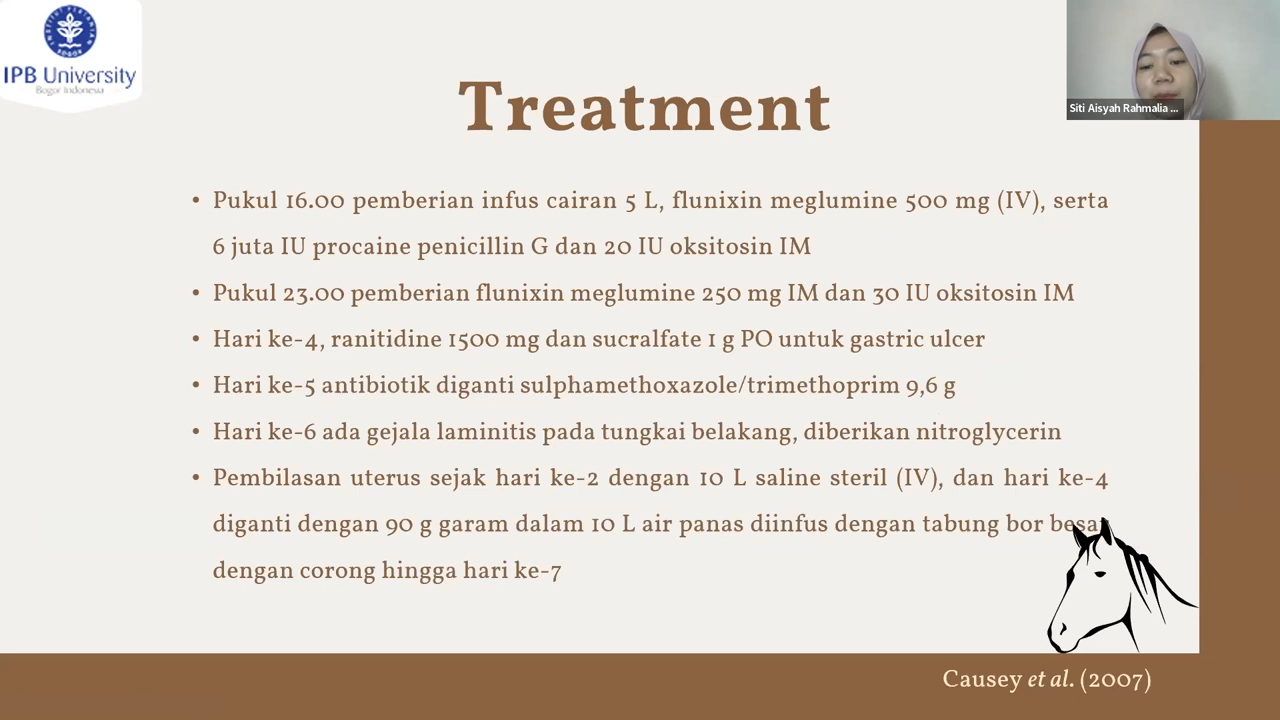 INSTITUT PERTANIAN
BOGOR
IPB University
Bogor Indonesia
Siti Aisyah Rahmalia ...
Treatment
• Pukul 16.00 pemberian infus cairan 5 L, flunixin meglumine 500 mg (IV), serta
6 juta IU procaine penicillin G dan 20 IU oksitosin IM
• Pukul 23.00 pemberian flunixin meglumine 250 mg IM dan 30 IU oksitosin IM
• Hari ke-4, ranitidine 1500 mg dan sucralfate 1 g PO untuk gastric ulcer
• Hari ke-5 antibiotik diganti sulphamethoxazole/trimethoprim 9,6 g
• Hari ke-6 ada gejala laminitis pada tungkai belakang, diberikan nitroglycerin
• Pembilasan uterus sejak hari ke-2 dengan 10 L saline steril (IV), dan hari ke-4
diganti dengan 90 g garam dalam 10 L air panas diinfus dengan tabung bor besar
dengan corong hingga hari ke-7
Causey et al. (2007)